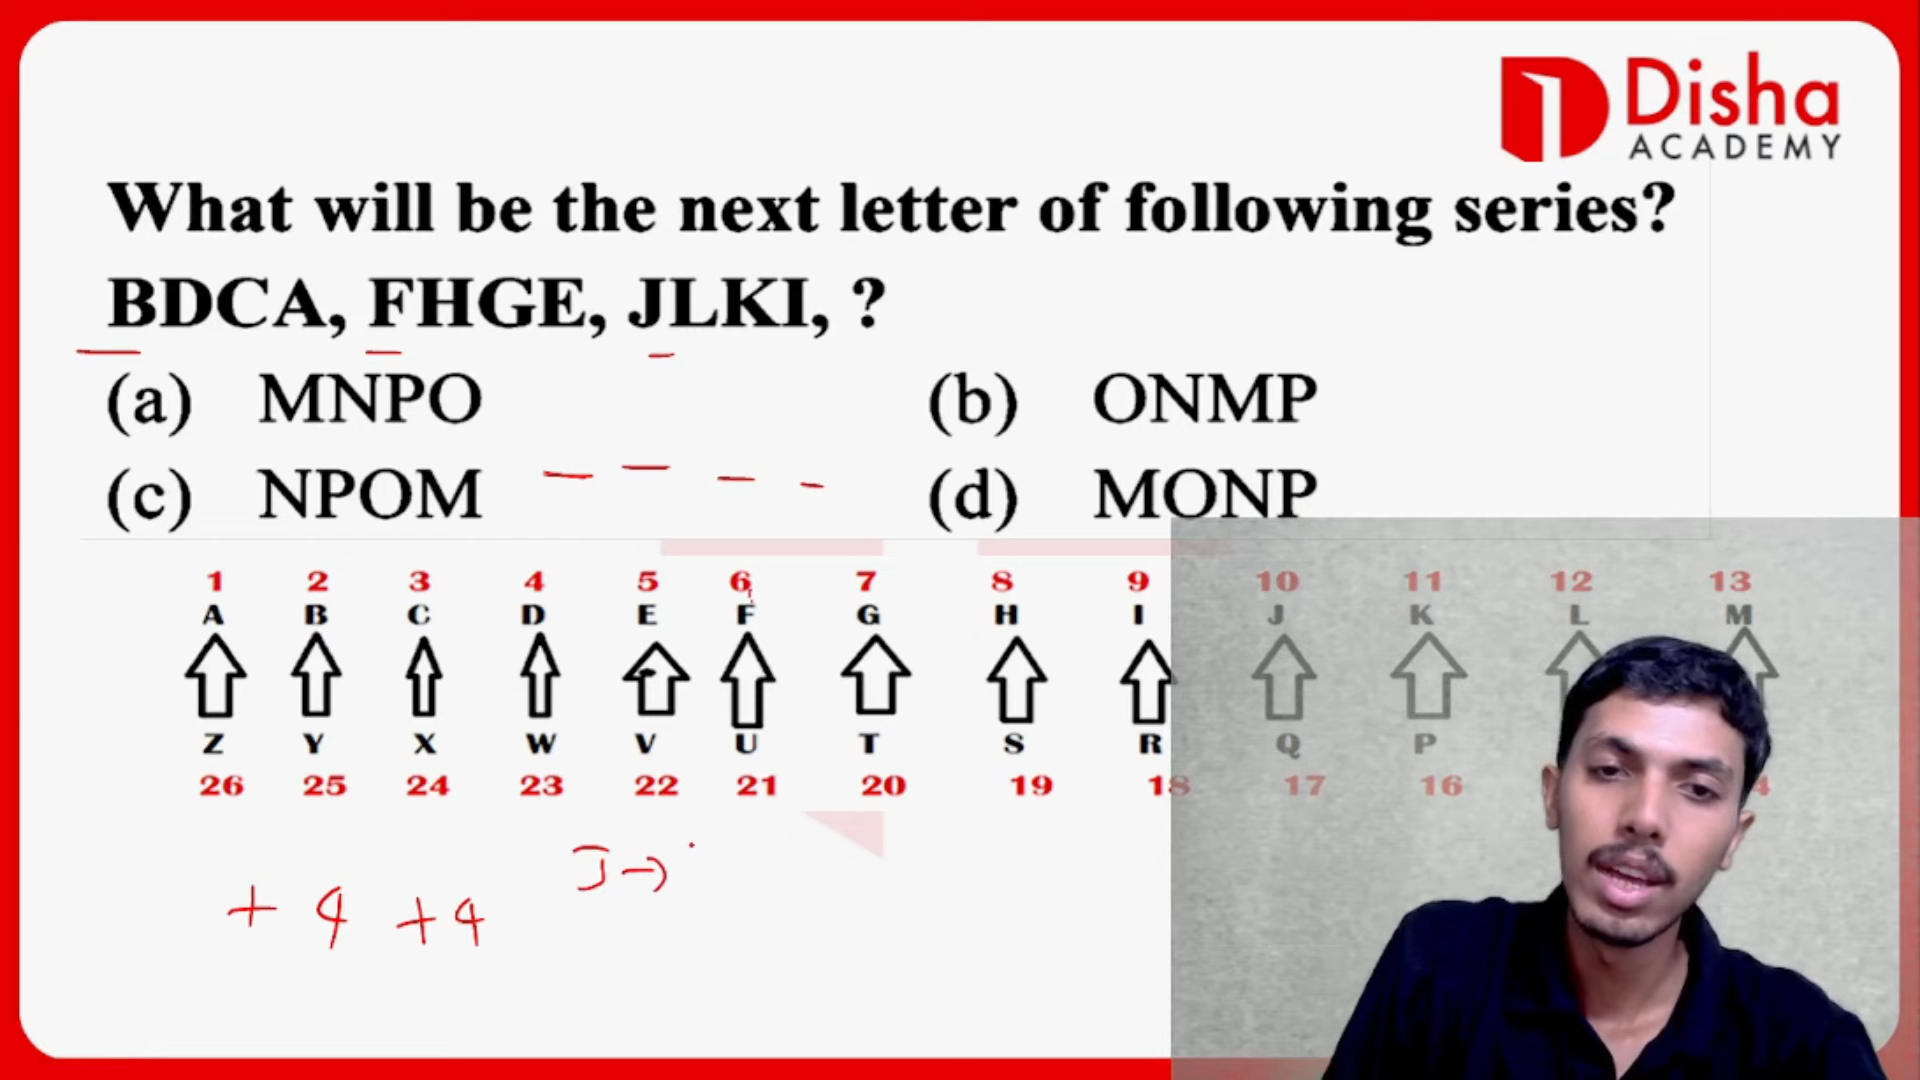 Disha
ACADEMY
What will be the next letter of following series?
BDCA, FHGE, JLKI, ?
(a) MNPO (b) ONMP
(c) NPOM (d) MONP
1 2 3 4 5 6 7 8 9 10 11 12 13
A B C D E F G H I J K L M
Z Y X W V U T S R Q P
26 25 24 23 22 21 20 19 18 17 16
J →
+ 4 + 4